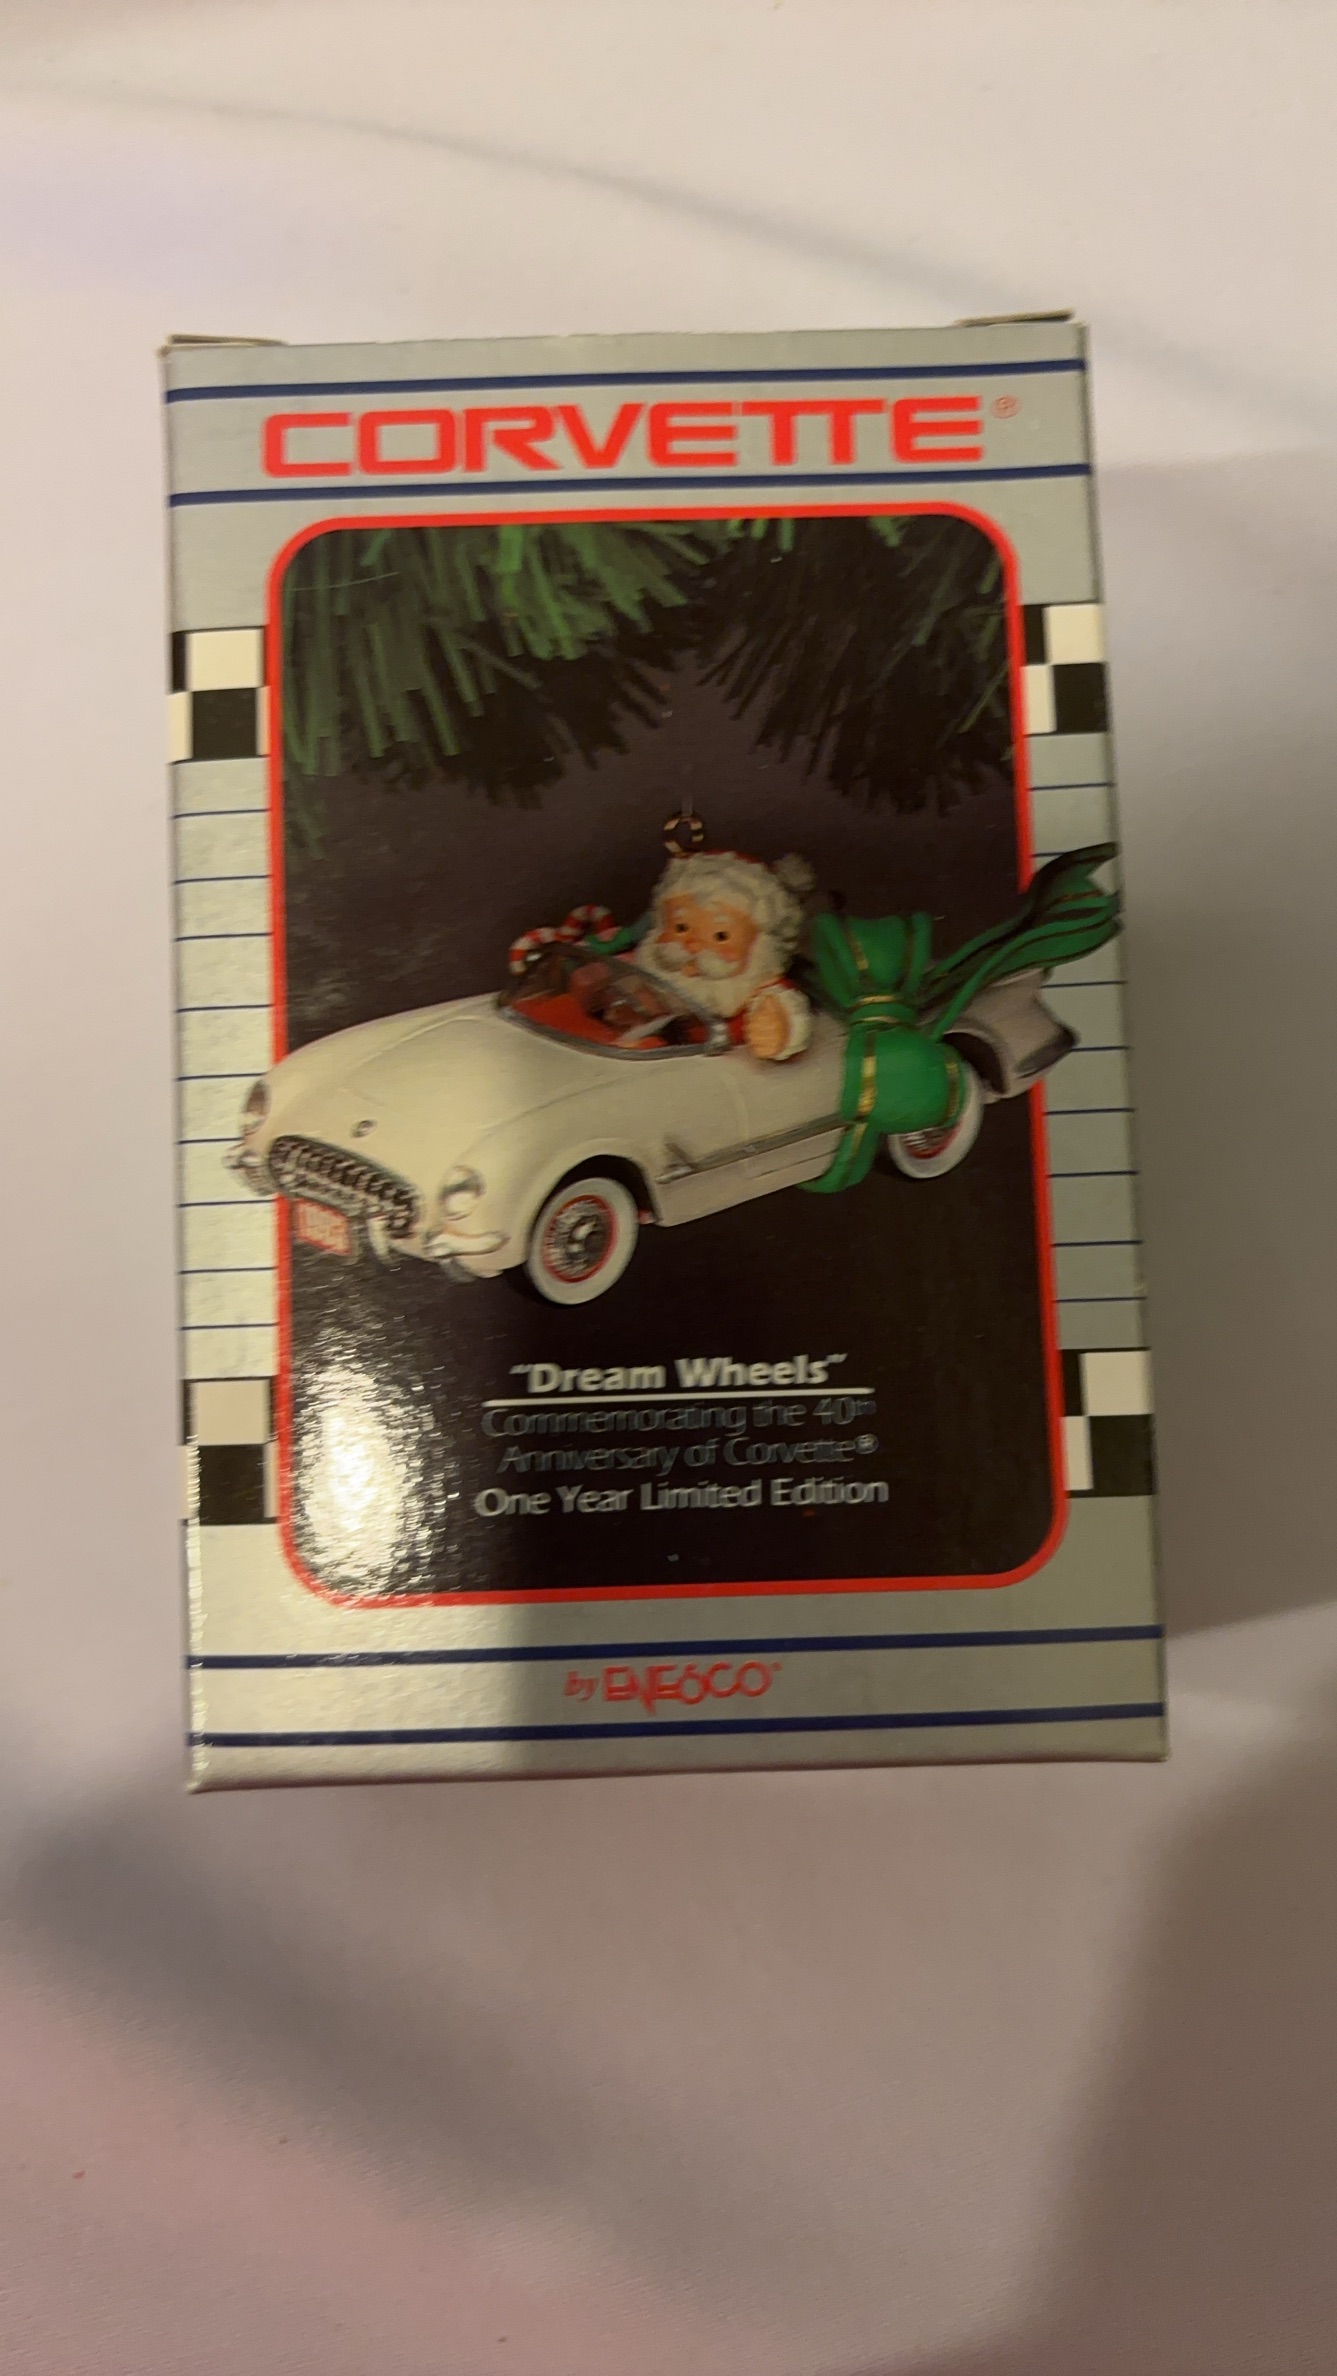 CORVETTE®
"Dream Wheels"
Commemorating the 40th
Anniversary of Corvette®
One Year Limited Edition
by ENESCO®